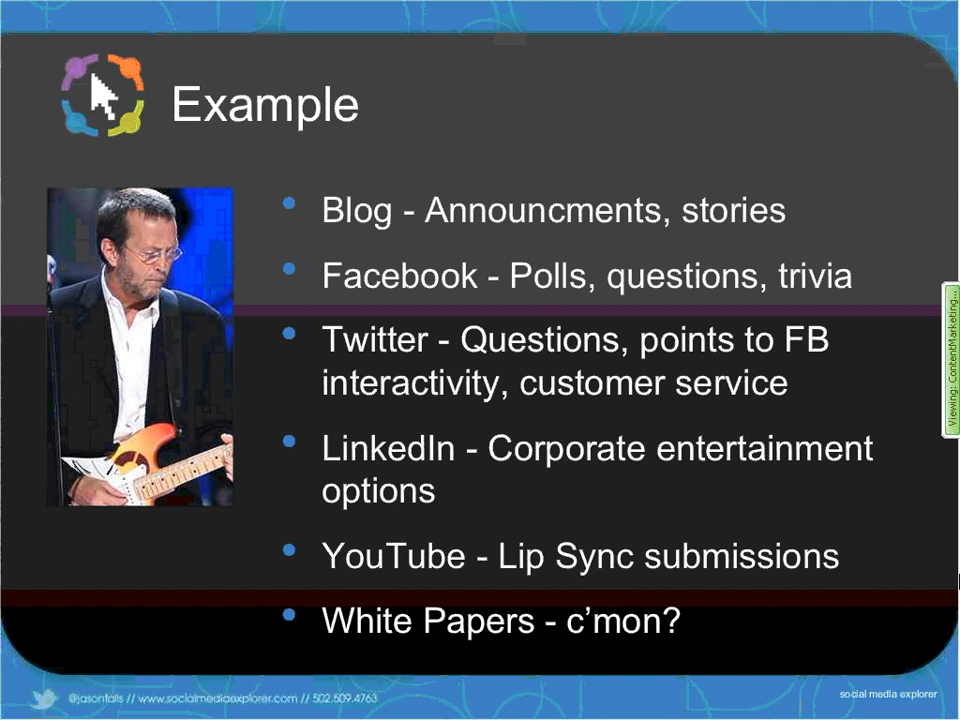 Example
• Blog - Announcments, stories
• Facebook - Polls, questions, trivia
• Twitter - Questions, points to FB
interactivity, customer service
• LinkedIn - Corporate entertainment
options
• YouTube - Lip Sync submissions
• White Papers - c’mon?
Viewing: ContentMarketing...
@jasonfalls // www.socialmediaexplorer.com // 502.509.4763
social media explorer